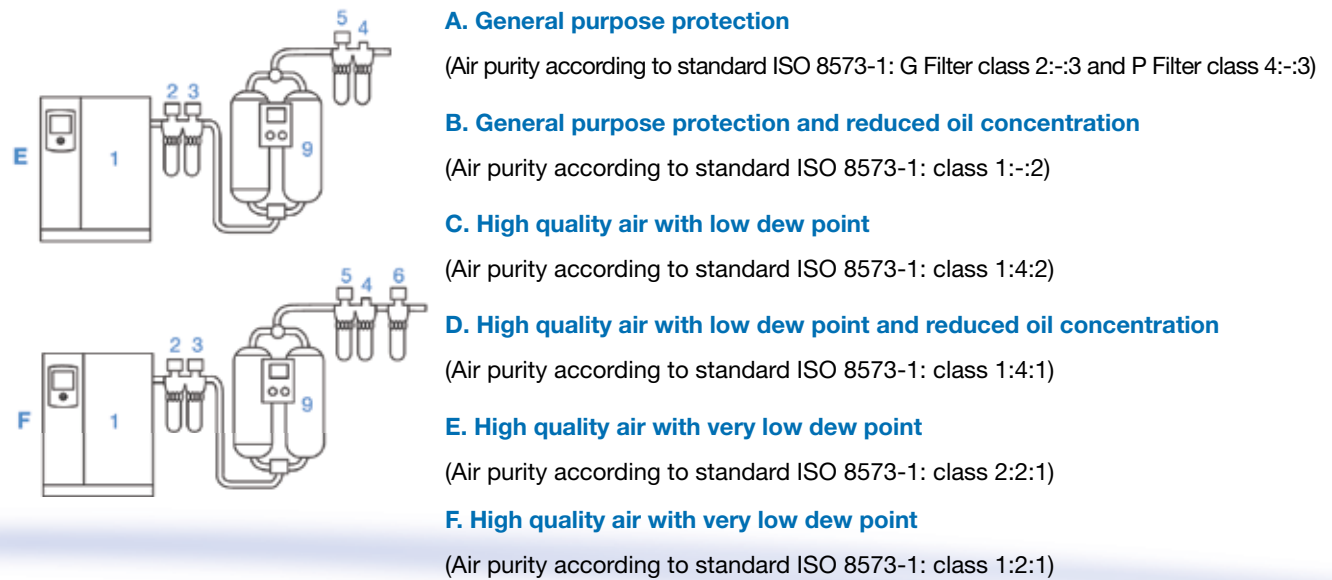 5 4
2 3
E 1 9
5 4 6
2 3
F 1 9
A. General purpose protection
(Air purity according to standard ISO 8573-1: G Filter class 2:-:3 and P Filter class 4:-:3)
B. General purpose protection and reduced oil concentration
(Air purity according to standard ISO 8573-1: class 1:-:2)
C. High quality air with low dew point
(Air purity according to standard ISO 8573-1: class 1:4:2)
D. High quality air with low dew point and reduced oil concentration
(Air purity according to standard ISO 8573-1: class 1:4:1)
E. High quality air with very low dew point
(Air purity according to standard ISO 8573-1: class 2:2:1)
F. High quality air with very low dew point
(Air purity according to standard ISO 8573-1: class 1:2:1)